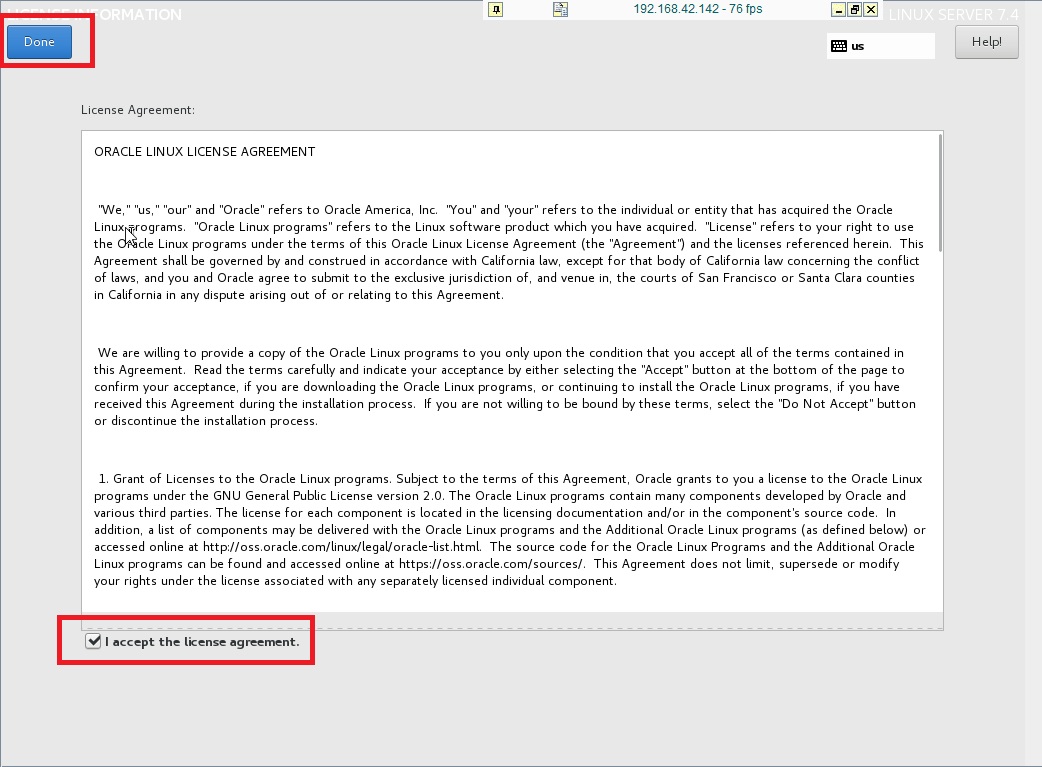 LICENSE INFORMATION
192.168.42.142 - 76 fps
LINUX SERVER 7.4
Done
us
Help!
License Agreement:
ORACLE LINUX LICENSE AGREEMENT
"We," "us," "our" and "Oracle" refers to Oracle America, Inc.  "You" and "your" refers to the individual or entity that has acquired the Oracle
Linux programs.  "Oracle Linux programs" refers to the Linux software product which you have acquired.  "License" refers to your right to use
the Oracle Linux programs under the terms of this Oracle Linux License Agreement (the "Agreement") and the licenses referenced herein.  This
Agreement shall be governed by and construed in accordance with California law, except for that body of California law concerning the conflict
of laws, and you and Oracle agree to submit to the exclusive jurisdiction of, and venue in, the courts of San Francisco or Santa Clara counties
in California in any dispute arising out of or relating to this Agreement.
We are willing to provide a copy of the Oracle Linux programs to you only upon the condition that you accept all of the terms contained in
this Agreement.  Read the terms carefully and indicate your acceptance by either selecting the "Accept" button at the bottom of the page to
confirm your acceptance, if you are downloading the Oracle Linux programs, or continuing to install the Oracle Linux programs, if you have
received this Agreement during the installation process.  If you are not willing to be bound by these terms, select the "Do Not Accept" button
or discontinue the installation process.
1. Grant of Licenses to the Oracle Linux programs. Subject to the terms of this Agreement, Oracle grants to you a license to the Oracle Linux
programs under the GNU General Public License version 2.0. The Oracle Linux programs contain many components developed by Oracle and
various third parties. The license for each component is located in the licensing documentation and/or in the component's source code.  In
addition, a list of components may be delivered with the Oracle Linux programs and the Additional Oracle Linux programs (as defined below) or
accessed online at http://oss.oracle.com/linux/legal/oracle-list.html.  The source code for the Oracle Linux Programs and the Additional Oracle
Linux programs can be found and accessed online at https://oss.oracle.com/sources/.  This Agreement does not limit, supersede or modify
your rights under the license associated with any separately licensed individual component.
I accept the license agreement.